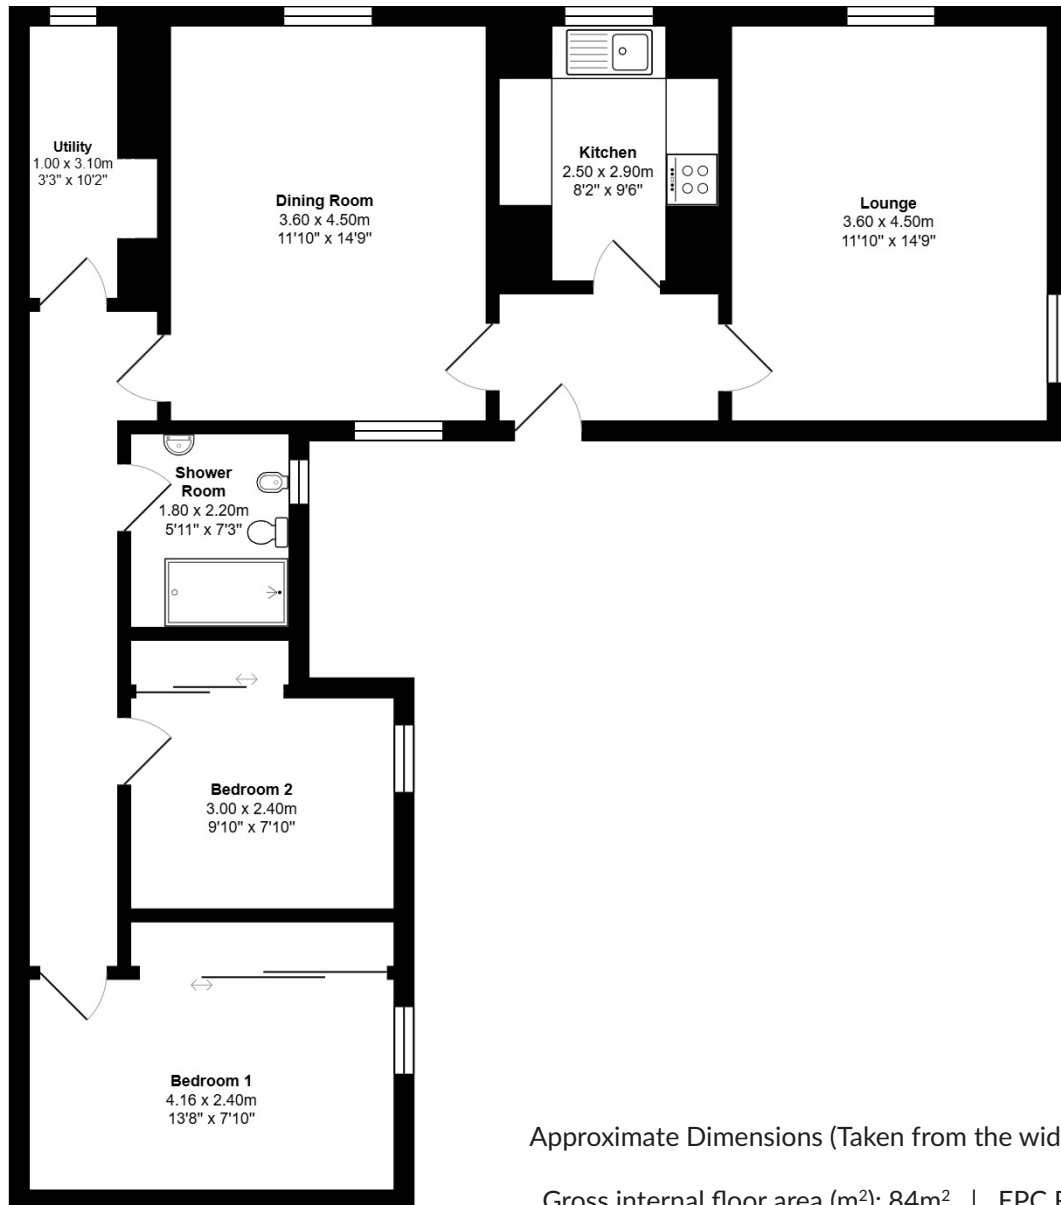 Utility
1.00 x 3.10m
3'3" x 10'2"
Dining Room
3.60 x 4.50m
11'10" x 14'9"
Kitchen
2.50 x 2.90m
8'2" x 9'6"
Lounge
3.60 x 4.50m
11'10" x 14'9"
Shower
Room
1.80 x 2.20m
5'11" x 7'3"
Bedroom 2
3.00 x 2.40m
9'10" x 7'10"
Bedroom 1
4.16 x 2.40m
13'8" x 7'10"
Approximate Dimensions (Taken from the wid
Gross internal floor area (m²): 84m² | EPC